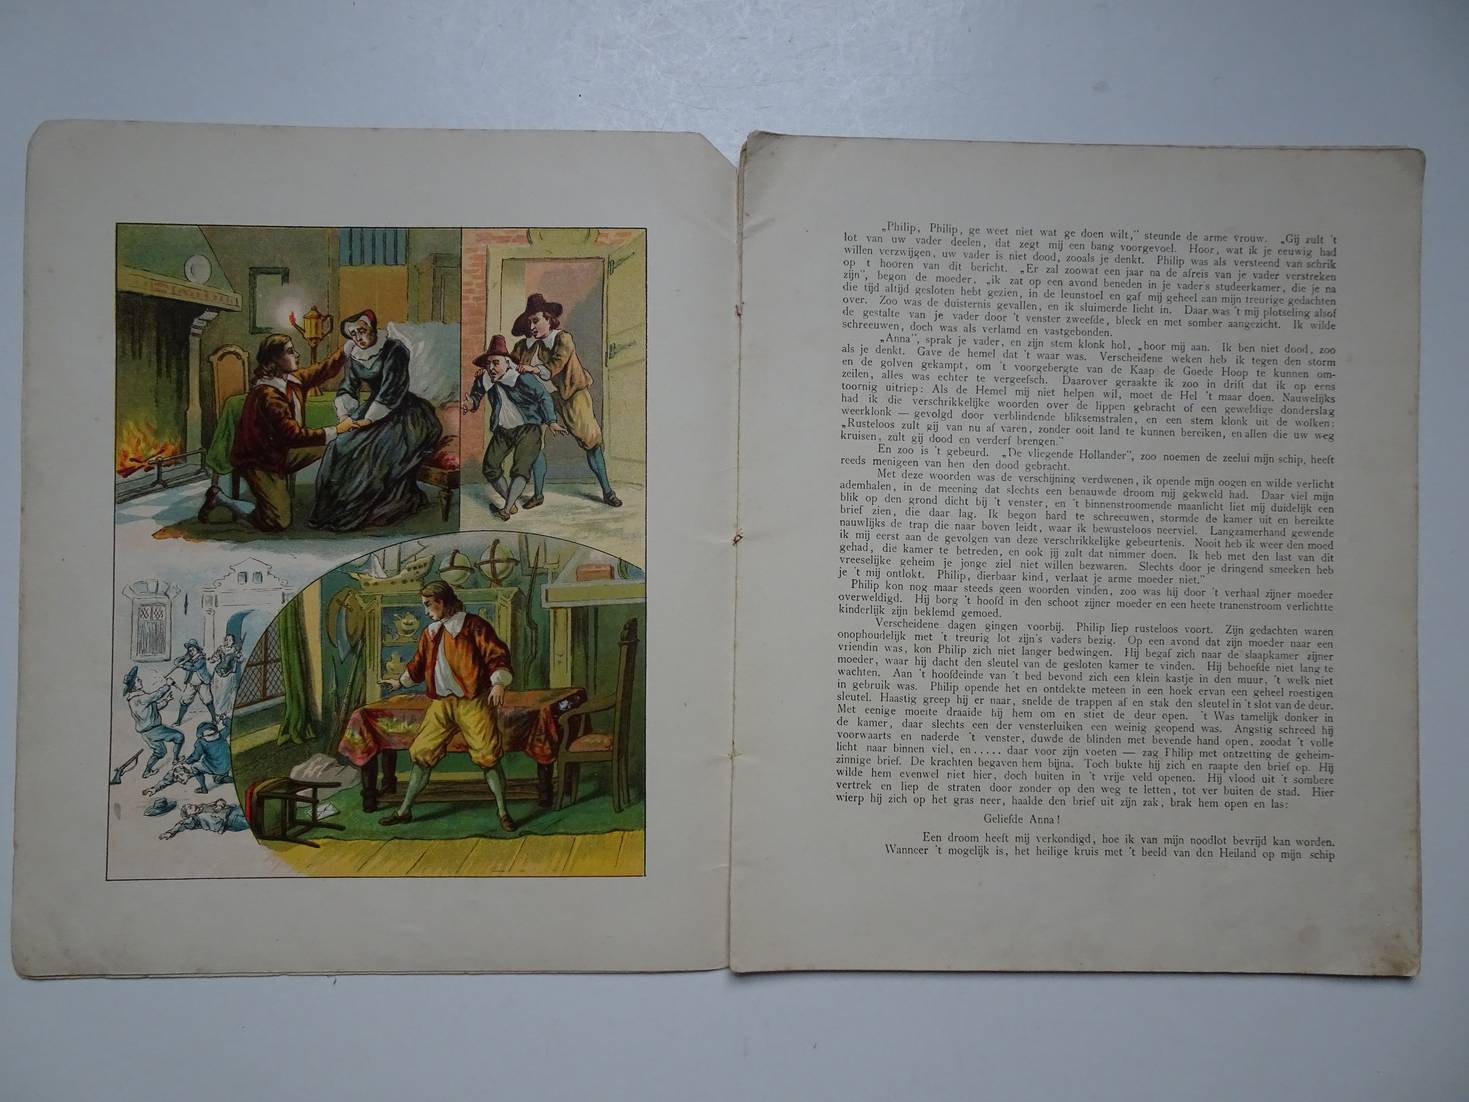 „Philip, Philip, ge weet niet wat ge doen wilt,” steunde de arme vrouw. „Gij zult 't
lot van uw vader deelen, dat zegt mij een bang voorgevoel. Hoor, wat ik je eeuwig had
willen verzwijgen, uw vader is niet dood, zooals je denkt. Philip was als versteend van schrik
op 't hooren van dit bericht. „Er zal zoowat een jaar na de afreis van je vader verstreken
zijn”, begon de moeder, „ik zat op een avond beneden in je vaders studeerkamer, die je na
die tijd altijd gesloten hebt gezien, in de leunstoel en gaf mij geheel aan mijn treurige gedachten
over. Zoo was de duisternis gevallen, en ik sluimerde licht in. Daar was 't mij plotseling alsof
de gestalte van je vader door 't venster zweefde, bleek en met somber aangezicht. Ik wilde
schreeuwen, doch was als verlamd en vastgebonden.
„Anna”, sprak je vader, en zijn stem klonk hol, „hoor mij aan. Ik ben niet dood, zoo
als je denkt. Gave de hemel dat 't waar was. Verscheidene weken heb ik tegen den storm
en de golven gekampt, om 't voorgebergte van de Kaap de Goede Hoop te kunnen om-
zeilen, alles was echter te vergeefsch. Daarover geraakte ik zoo in drift dat ik op eens
toornig uitriep: Als de Hemel mij niet helpen wil, moet de Hel 't maar doen. Nauwelijks
had ik die verschrikkelijke woorden over de lippen gebracht of een geweldige donderslag
weerklonk — gevolgd door verblindende bliksemstralen, en een stem klonk uit de wolken:
„Rusteloos zult gij van nu af varen, zonder ooit land te kunnen bereiken, en allen die uw weg
kruisen, zult gij dood en verderf brengen.”
En zoo is 't gebeurd. „De vliegende Hollander”, zoo noemen de zeelui mijn schip, heeft
reeds menigeen van hen den dood gebracht.
Met deze woorden was de verschijning verdwenen, ik opende mijn oogen en wilde verlicht
ademhalen, in de meening dat slechts een benauwde droom mij gekweld had. Daar viel mijn
blik op den grond dicht bij 't venster, en 't binnenstroomende maanlicht liet mij duidelijk een
brief zien, die daar lag. Ik begon hard te schreeuwen, stormde de kamer uit en bereikte
nauwlijks de trap die naar boven leidt, waar ik bewusteloos neerviel. Langzamerhand gewende
ik mij eerst aan de gevolgen van deze verschrikkelijke gebeurtenis. Nooit heb ik weer den moed
gehad, die kamer te betreden, en ook jij zult dat nimmer doen. Ik heb met den last van dit
vreeselijke geheim je jonge ziel niet willen bezwaren. Slechts door je dringend smeeken heb
je 't mij ontlokt. Philip, dierbaar kind, verlaat je arme moeder niet.”
Philip kon nog maar steeds geen woorden vinden, zoo was hij door 't verhaal zijner moeder
overweldigd. Hij borg 't hoofd in den schoot zijner moeder en een heete tranenstroom verlichtte
kinderlijk zijn beklemd gemoed.
Verscheidene dagen gingen voorbij. Philip liep rusteloos voort. Zijn gedachten waren
onophoudelijk met 't treurig lot zijn's vaders bezig. Op een avond dat zijn moeder naar een
vriendin was, kon Philip zich niet langer bedwingen. Hij begaf zich naar de slaapkamer zijner
moeder, waar hij dacht den sleutel van de gesloten kamer te vinden. Hij behoefde niet lang te
wachten. Aan 't hoofdeinde van 't bed bevond zich een klein kastje in den muur, 't welk niet
in gebruik was. Philip opende het en ontdekte meteen in een hoek ervan een geheel roestigen
sleutel. Haastig greep hij er naar, snelde de trappen af en stak den sleutel in 't slot van de deur.
Met eenige moeite draaide hij hem om en stiet de deur open. 't Was tamelijk donker in
de kamer, daar slechts een der vensterluiken een weinig geopend was. Angstig schreed hij
voorwaarts en naderde 't venster, duwde de blinden met bevende hand open, zoodat 't volle
licht naar binnen viel, en ..... daar voor zijn voeten — zag Philip met ontzetting de geheim-
zinnige brief. De krachten begaven hem bijna. Toch bukte hij zich en raapte den brief op. Hij
wilde hem evenwel niet hier, doch buiten in 't vrije veld openen. Hij vlood uit 't sombere
vertrek en liep de straten door zonder op den weg te letten, tot ver buiten de stad. Hier
wierp hij zich op het gras neer, haalde den brief uit zijn zak, brak hem open en las:
Geliefde Anna!
Een droom heeft mij verkondigd, hoe ik van mijn noodlot bevrijd kan worden.
Wanneer 't mogelijk is, het heilige kruis met 't beeld van den Heiland op mijn schip